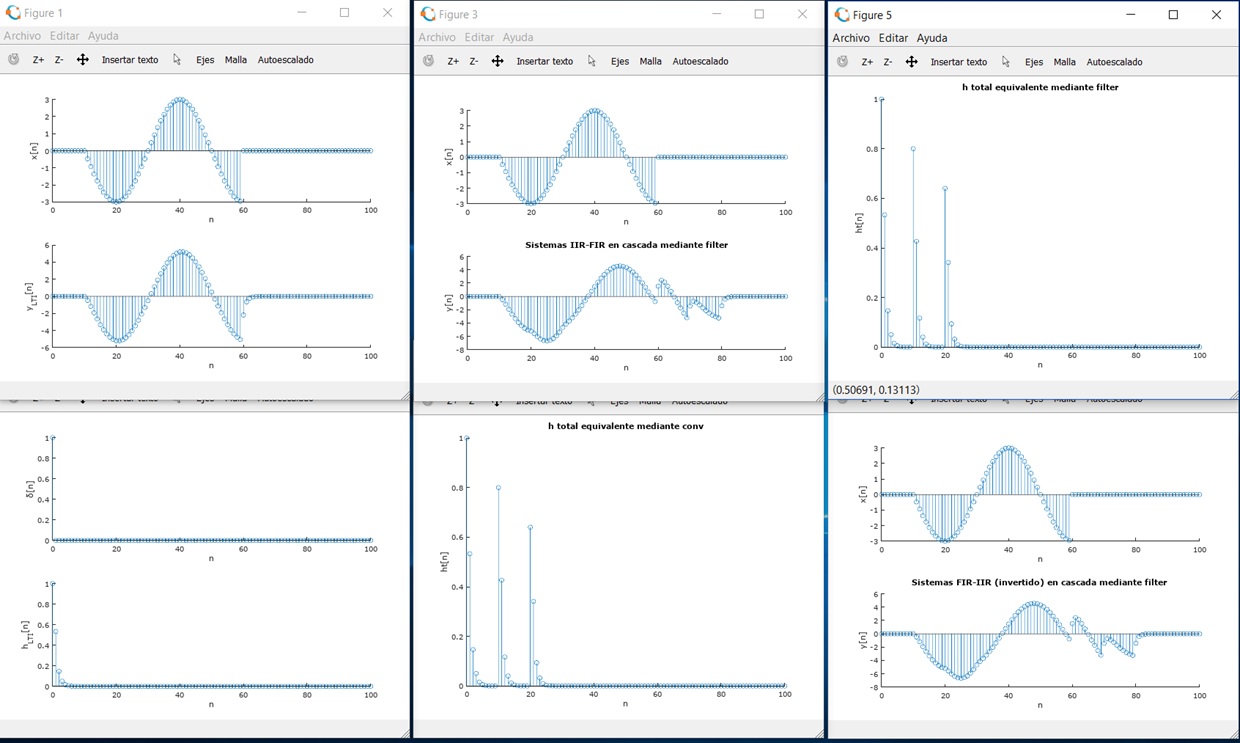 Figure 1
Archivo Editar Ayuda
Z+ Z- Insertar texto Ejes Malla Autoescalado
3
2
1
0
-1
-2
-3
x[n]
0 20 40 60 80 100
n
6
4
2
0
-2
-4
-6
yLTI[n]
0 20 40 60 80 100
n
Figure 3
Archivo Editar Ayuda
Z+ Z- Insertar texto Ejes Malla Autoescalado
3
2
1
0
-1
-2
-3
x[n]
0 20 40 60 80 100
n
Sistemas IIR-FIR en cascada mediante filter
6
4
2
0
-2
-4
-6
-8
y[n]
0 20 40 60 80 100
n
Figure 5
Archivo Editar Ayuda
Z+ Z- Insertar texto Ejes Malla Autoescalado
h total equivalente mediante filter
1
0.8
0.6
0.4
0.2
0
ht[n]
0 20 40 60 80 100
n
(0.50691, 0.13113)
Z+ Z- Insertar texto Ejes Malla Autoescalado
1
0.8
0.6
0.4
0.2
0
δ[n]
0 20 40 60 80 100
n
1
0.8
0.6
0.4
0.2
0
hLTI[n]
0 20 40 60 80 100
n
Z+ Z- Insertar texto Ejes Malla Autoescalado
h total equivalente mediante conv
1
0.8
0.6
0.4
0.2
0
ht[n]
0 20 40 60 80 100
n
Z+ Z- Insertar texto Ejes Malla Autoescalado
3
2
1
0
-1
-2
-3
x[n]
0 20 40 60 80 100
n
Sistemas FIR-IIR (invertido) en cascada mediante filter
6
4
2
0
-2
-4
-6
-8
y[n]
0 20 40 60 80 100
n